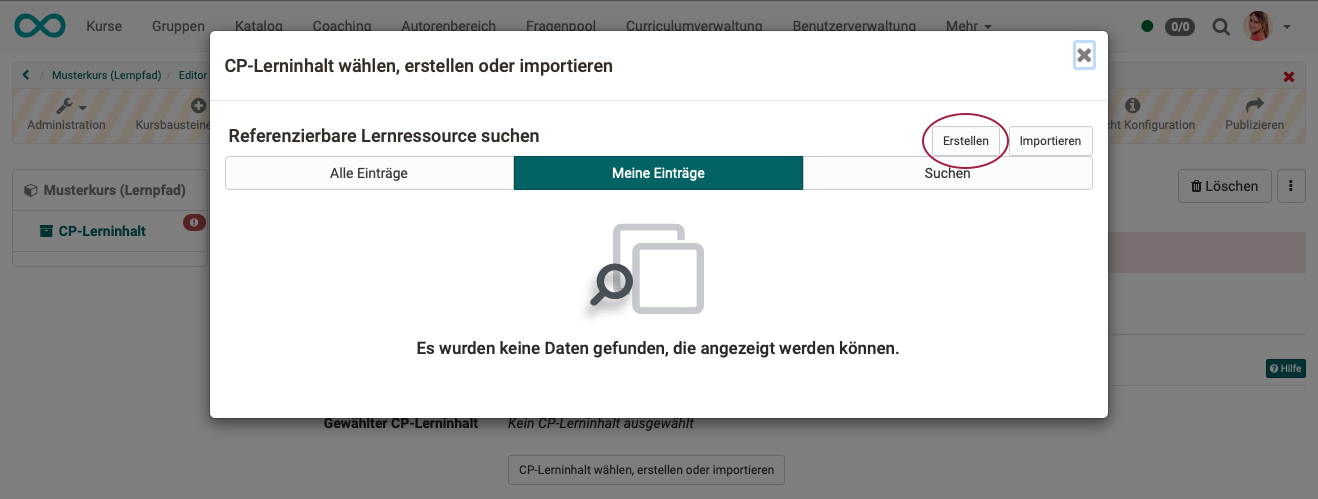 Kurse Gruppen Katalog Coaching Autorenbereich Fragenpool Curriculumverwaltung Benutzerverwaltung Mehr 0/0
CP-Lerninhalt wählen, erstellen oder importieren
/ Musterkurs (Lernpfad) / Editor
Administration Kursbausteine
Referenzierbare Lernressource suchen
Erstellen Importieren
cht Konfiguration Publizieren
Alle Einträge Meine Einträge Suchen
Musterkurs (Lernpfad)
Löschen
CP-Lerninhalt
Es wurden keine Daten gefunden, die angezeigt werden können.
Hilfe
Gewählter CP-Lerninhalt Kein CP-Lerninhalt ausgewählt
CP-Lerninhalt wählen, erstellen oder importieren